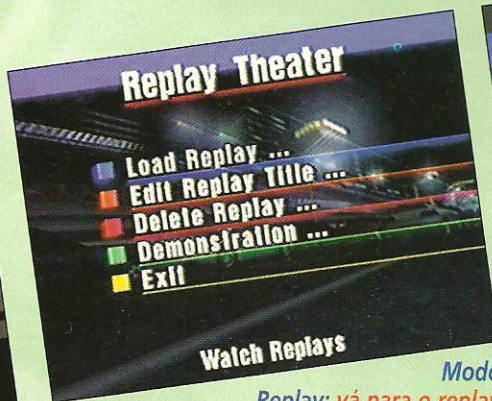 Replay Theater
Load Replay ...
Edit Replay Title ...
Delete Replay ...
Demonstration ...
Exit
Watch Replays
Modo
Replay: vá para o replay